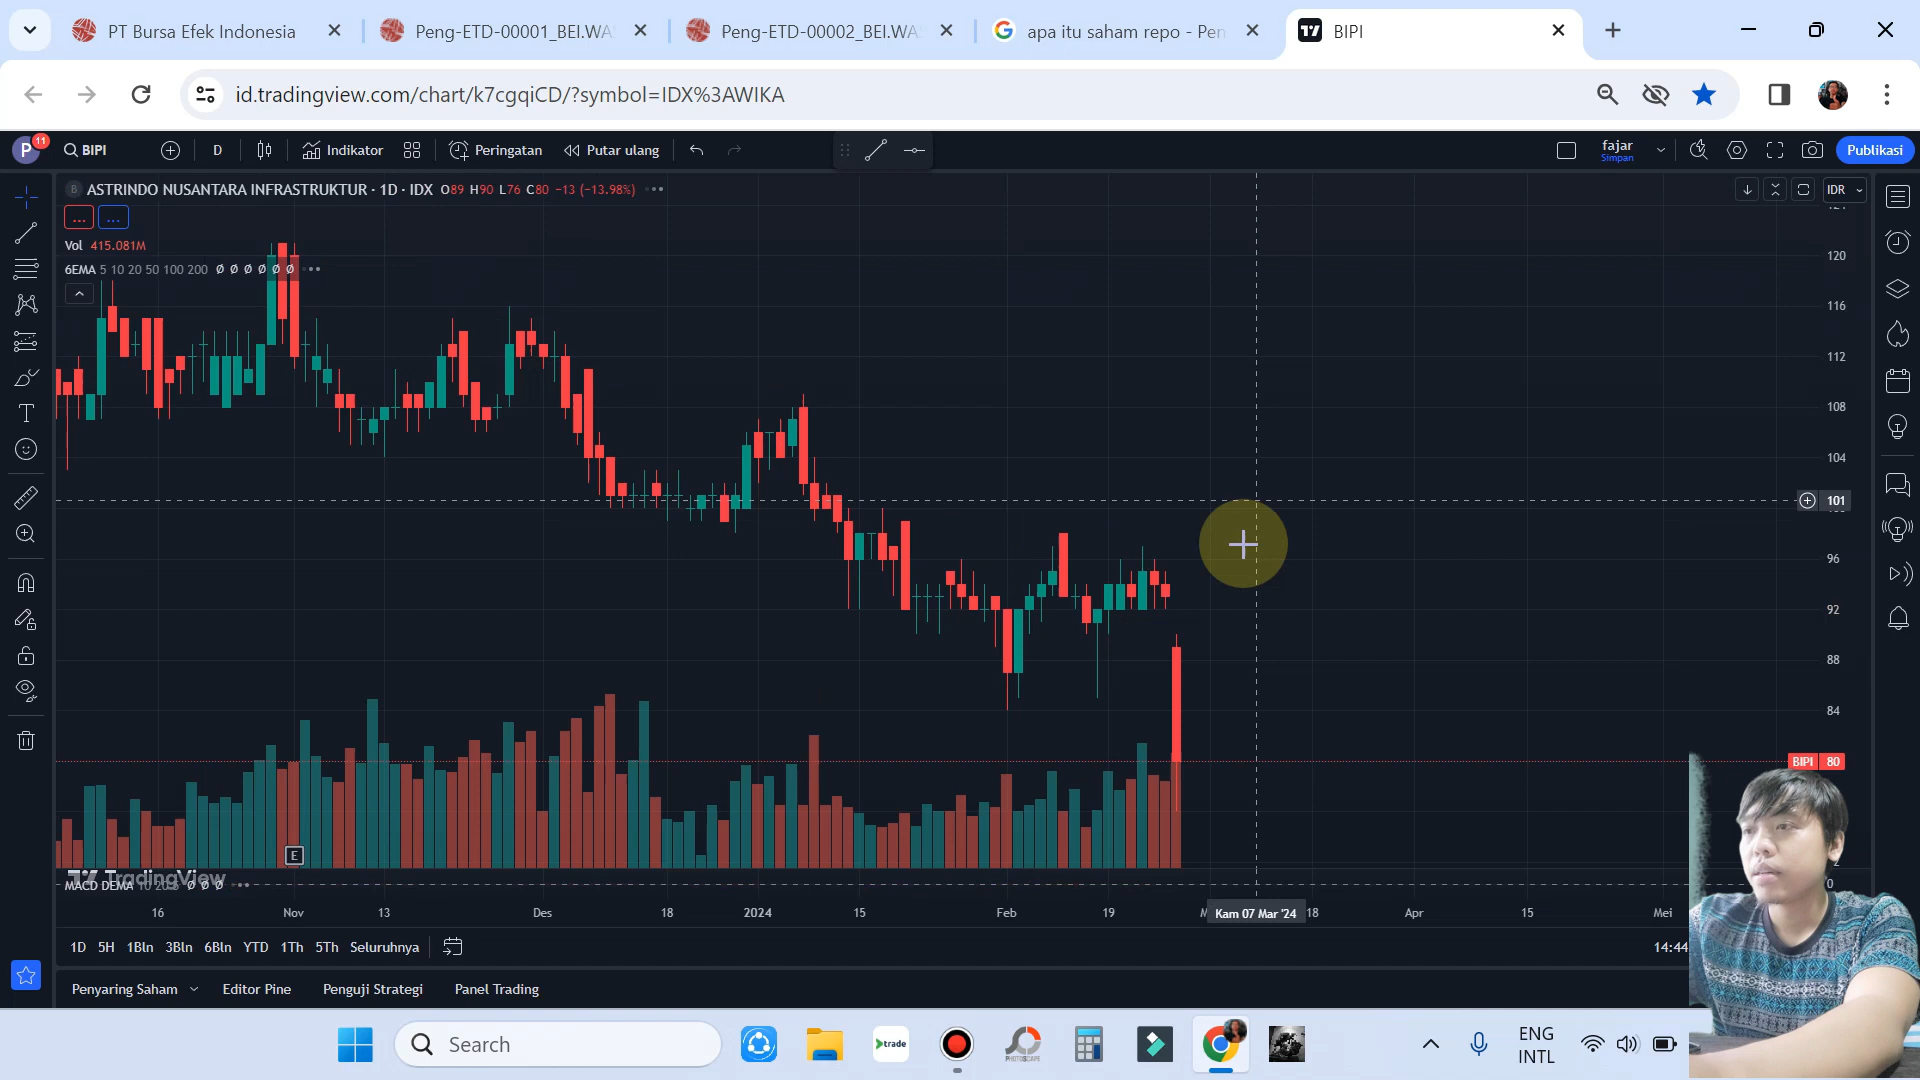 PT Bursa Efek Indonesia
Peng-ETD-00001_BEI.WA
Peng-ETD-00002_BEI.WA
apa itu saham repo - Pen
BIPI
id.tradingview.com/chart/k7cgqiCD/?symbol=IDX%3AWIKA
P
11
BIPI
D
Indikator
Peringatan
Putar ulang
fajar
Simpan
Publikasi
B ASTRINDO NUSANTARA INFRASTRUKTUR · 1D · IDX O89 H90 L76 C80 −13 (−13.98%)
IDR
Vol 415.081M
6EMA 5 10 20 50 100 200 Ø Ø Ø Ø Ø Ø
120
116
112
108
104
101
96
92
88
84
BIPI 80
E
TradingView
MACD DEMA
Ø Ø Ø
0
16
Nov
13
Des
18
2024
15
Feb
19
Kam 07 Mar '24
18
Apr
15
Mei
1D 5H 1Bln 3Bln 6Bln YTD 1Th 5Th Seluruhnya
14:44
Penyaring Saham
Editor Pine
Penguji Strategi
Panel Trading
Search
trade
PHOTOSCAPE
ENG
INTL